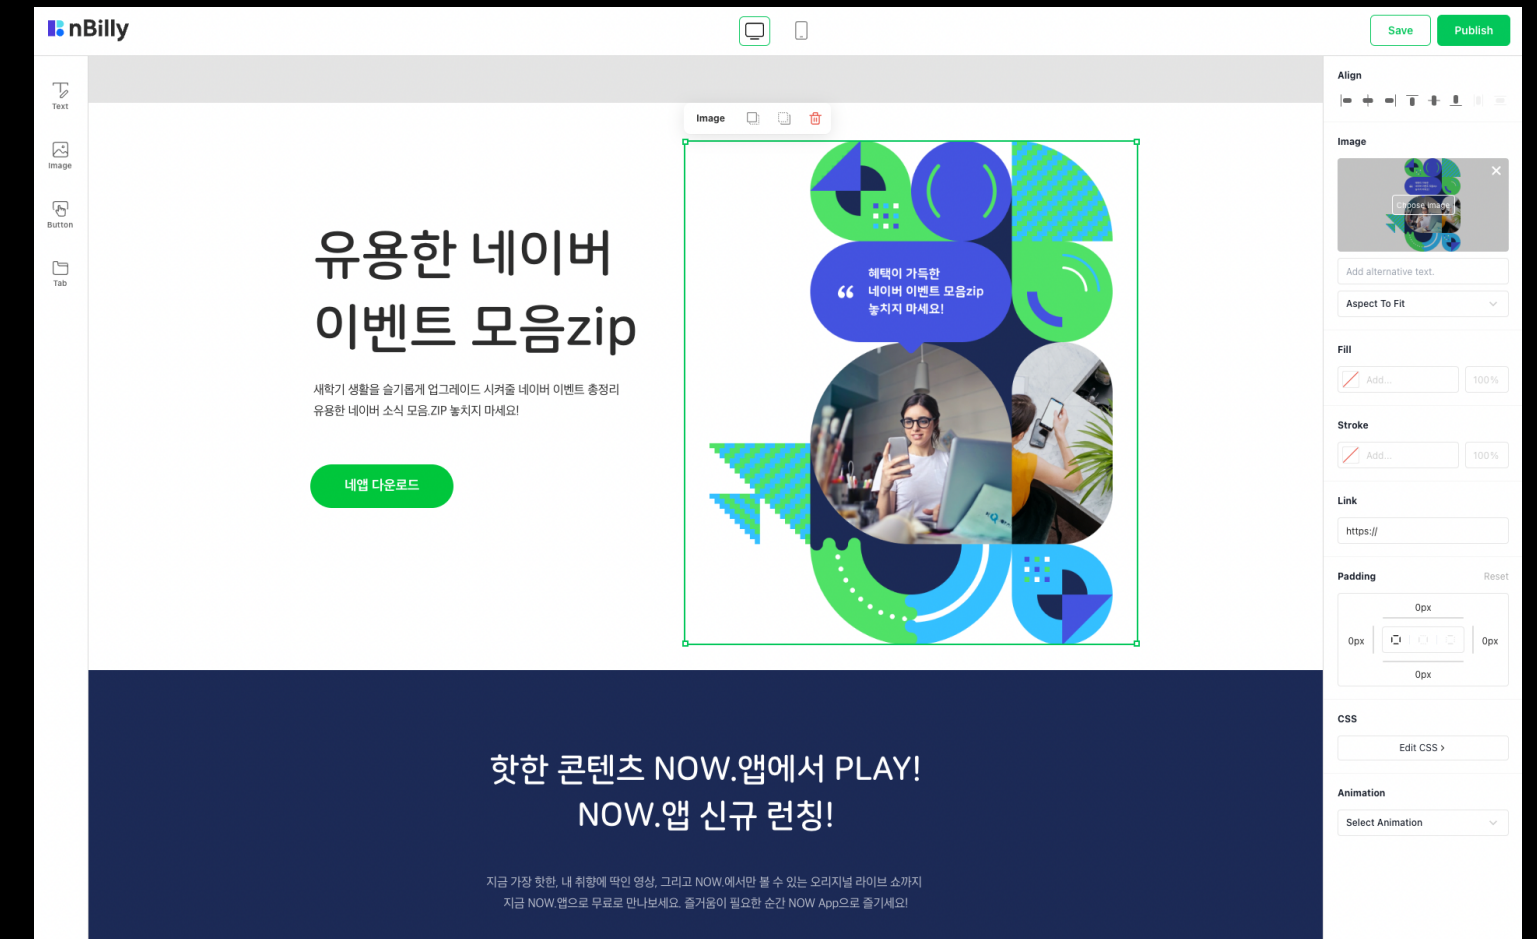 nBilly
Save
Publish
Text
Image
Button
Tab
Image
유용한 네이버
이벤트 모음zip
새학기 생활을 슬기롭게 업그레이드 시켜줄 네이버 이벤트 총정리
유용한 네이버 소식 모음.ZIP 놓치지 마세요!
네앱 다운로드
“ 혜택이 가득한
네이버 이벤트 모음zip
놓치지 마세요!
핫한 콘텐츠 NOW.앱에서 PLAY!
NOW.앱 신규 런칭!
지금 가장 핫한, 내 취향에 딱인 영상, 그리고 NOW.에서만 볼 수 있는 오리지널 라이브 쇼까지
지금 NOW.앱으로 무료로 만나보세요. 즐거움이 필요한 순간 NOW App으로 즐기세요!
Align
Image
Choose image
Add alternative text.
Aspect To Fit
Fill
Add... 100%
Stroke
Add... 100%
Link
https://
Padding Reset
0px
0px 0px
0px
CSS
Edit CSS >
Animation
Select Animation